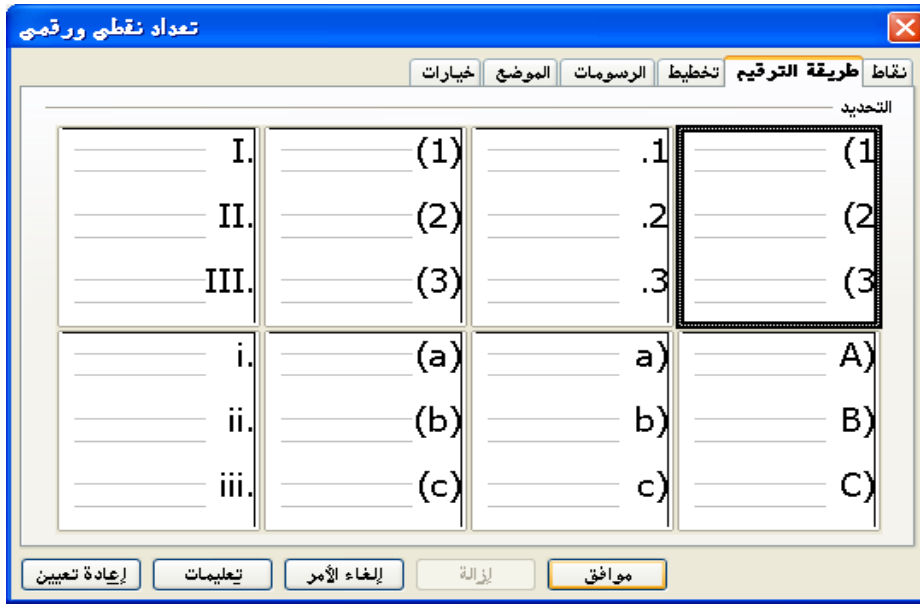 تعداد نقطي ورقمي
نقاط طريقة الترقيم تخطيط الرسومات الموضع خيارات
التحديد
(1 .1 (1) I.
(2 .2 (2) II.
(3 .3 (3) III.
A) a) (a) i.
B) b) (b) ii.
C) c) (c) iii.
موافق إزالة إلغاء الأمر تعليمات إعادة تعيين